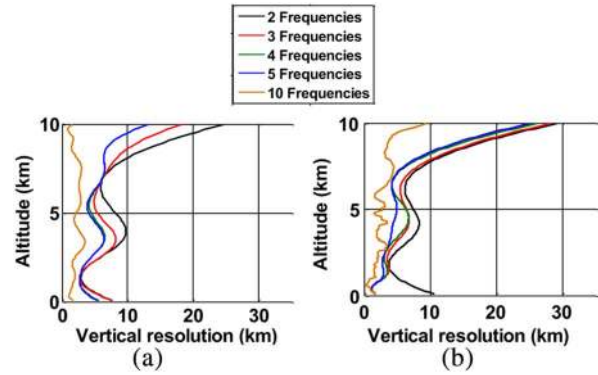 2 Frequencies
3 Frequencies
4 Frequencies
5 Frequencies
10 Frequencies
10
5
0
Altitude (km)
0 10 20 30
Vertical resolution (km)
(a)
10
5
0
Altitude (km)
0 10 20 30
Vertical resolution (km)
(b)